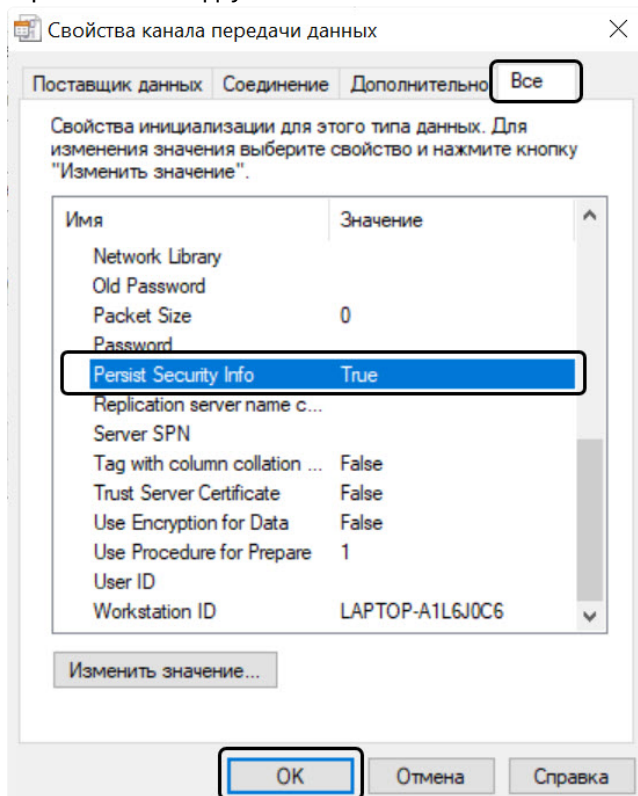 Свойства канала передачи данных
Поставщик данных Соединение Дополнительно Все
Свойства инициализации для этого типа данных. Для
изменения значения выберите свойство и нажмите кнопку
"Изменить значение".
Имя Значение
Network Library
Old Password
Packet Size 0
Password
Persist Security Info True
Replication server name c...
Server SPN
Tag with column collation ... False
Trust Server Certificate False
Use Encryption for Data False
Use Procedure for Prepare 1
User ID
Workstation ID LAPTOP-A1L6J0C6
Изменить значение...
ОК Отмена Справка